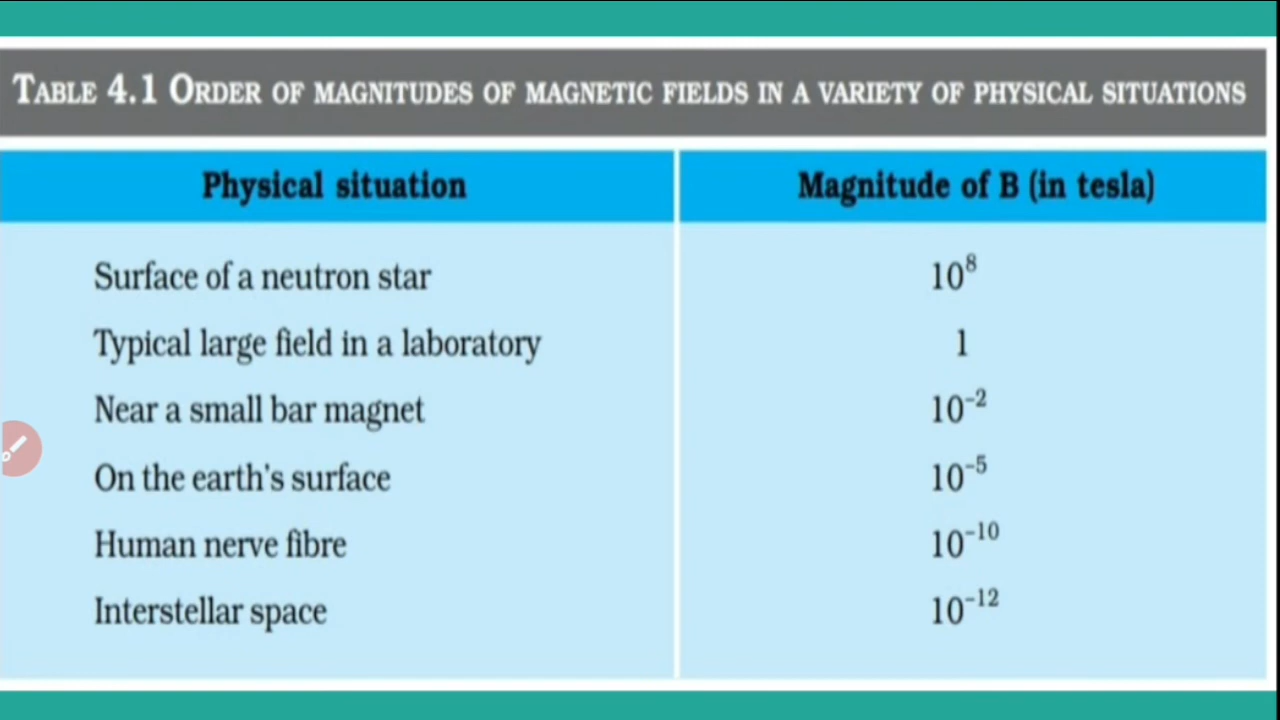 TABLE 4.1 ORDER OF MAGNITUDES OF MAGNETIC FIELDS IN A VARIETY OF PHYSICAL SITUATIONS
Physical situation Magnitude of B (in tesla)
Surface of a neutron star 10⁸
Typical large field in a laboratory 1
Near a small bar magnet 10⁻²
On the earth's surface 10⁻⁵
Human nerve fibre 10⁻¹⁰
Interstellar space 10⁻¹²